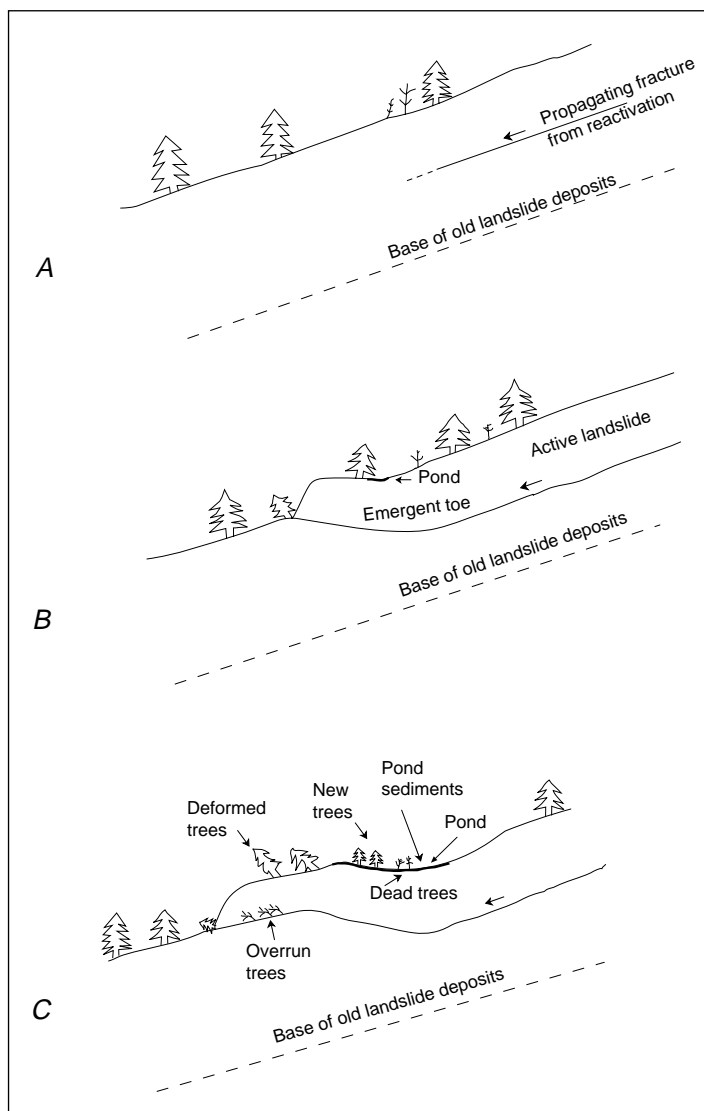 Propagating fracture
from reactivation
Base of old landslide deposits
A
Active landslide
Pond
Emergent toe
Base of old landslide deposits
B
Pond
sediments
New
trees
Deformed
trees
Pond
Dead trees
Overrun
trees
Base of old landslide deposits
C